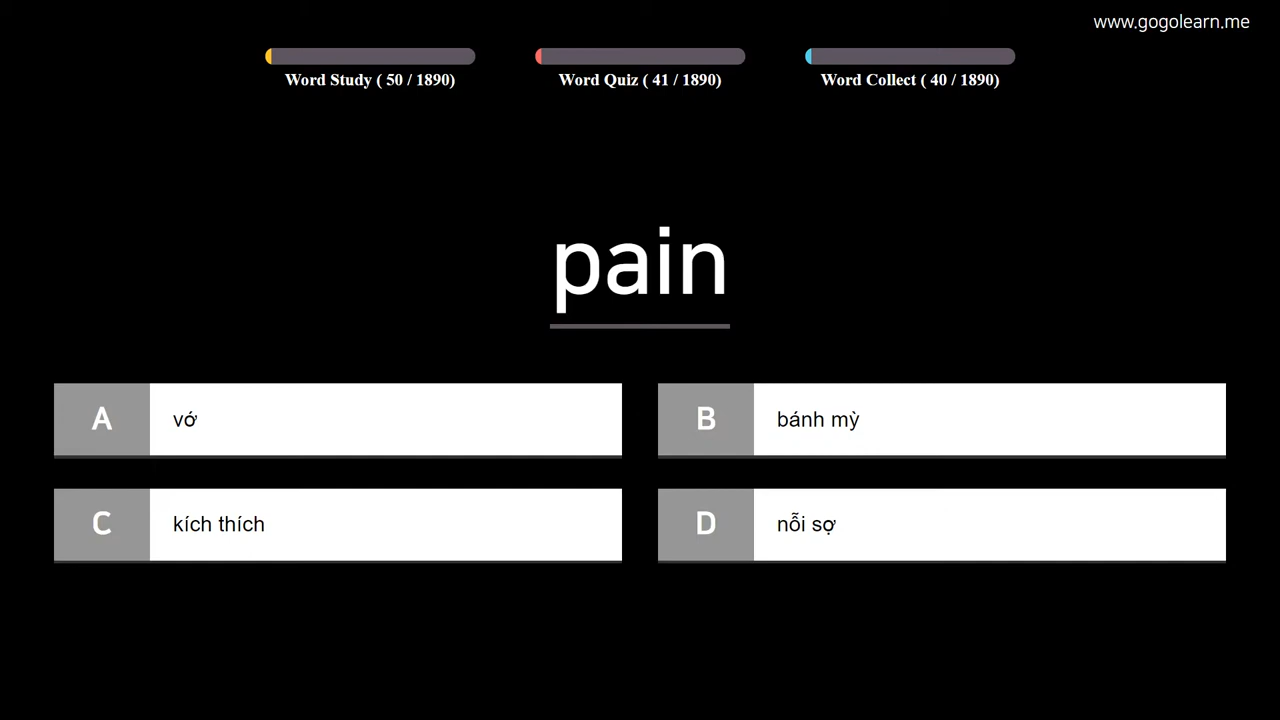 www.gogolearn.me
Word Study ( 50 / 1890)
Word Quiz ( 41 / 1890)
Word Collect ( 40 / 1890)
pain
A vớ
B bánh mỳ
C kích thích
D nỗi sợ